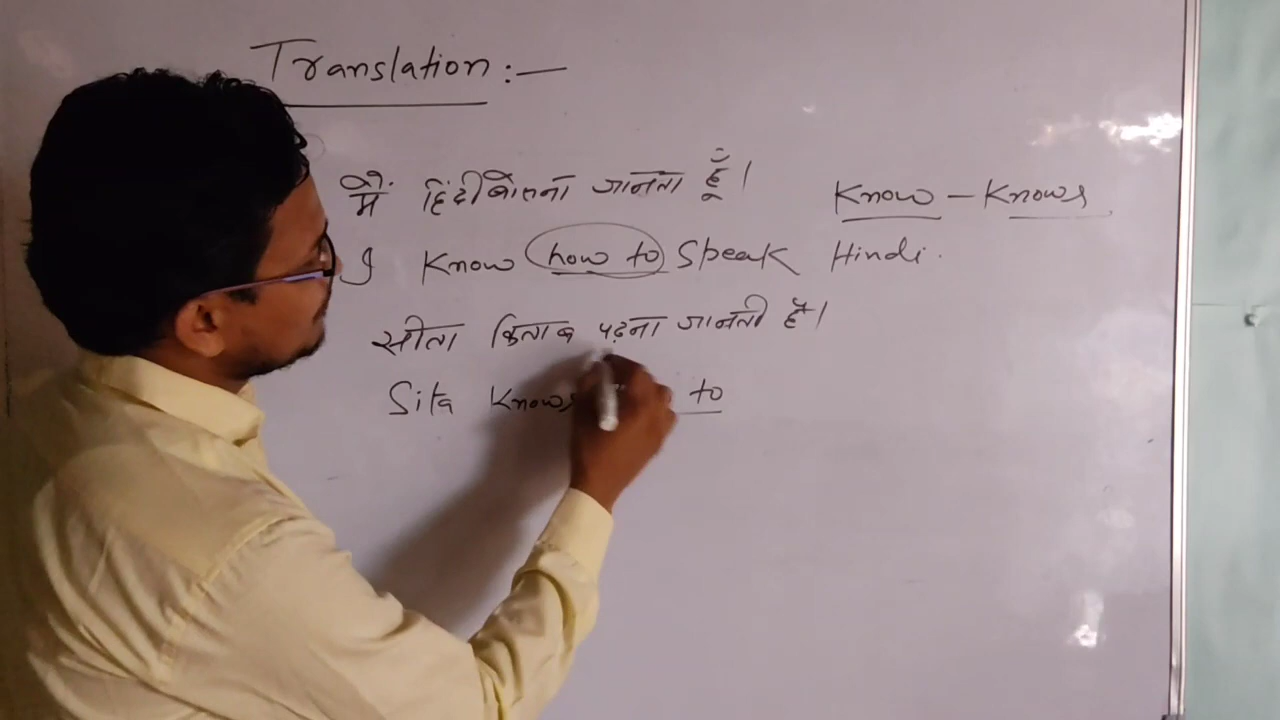 Translation :—
मैं हिंदी बोलना जानता हूँ।
Know – Knows
I Know how to Speak Hindi.
सीता किताब पढ़ना जानती है।
Sita Knows to